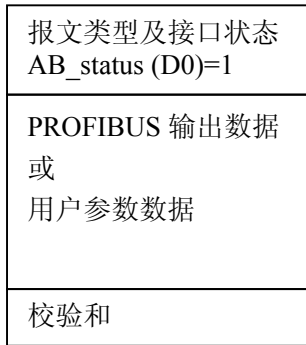 报文类型及接口状态
AB_status (D0)=1
PROFIBUS 输出数据
或
用户参数数据
校验和